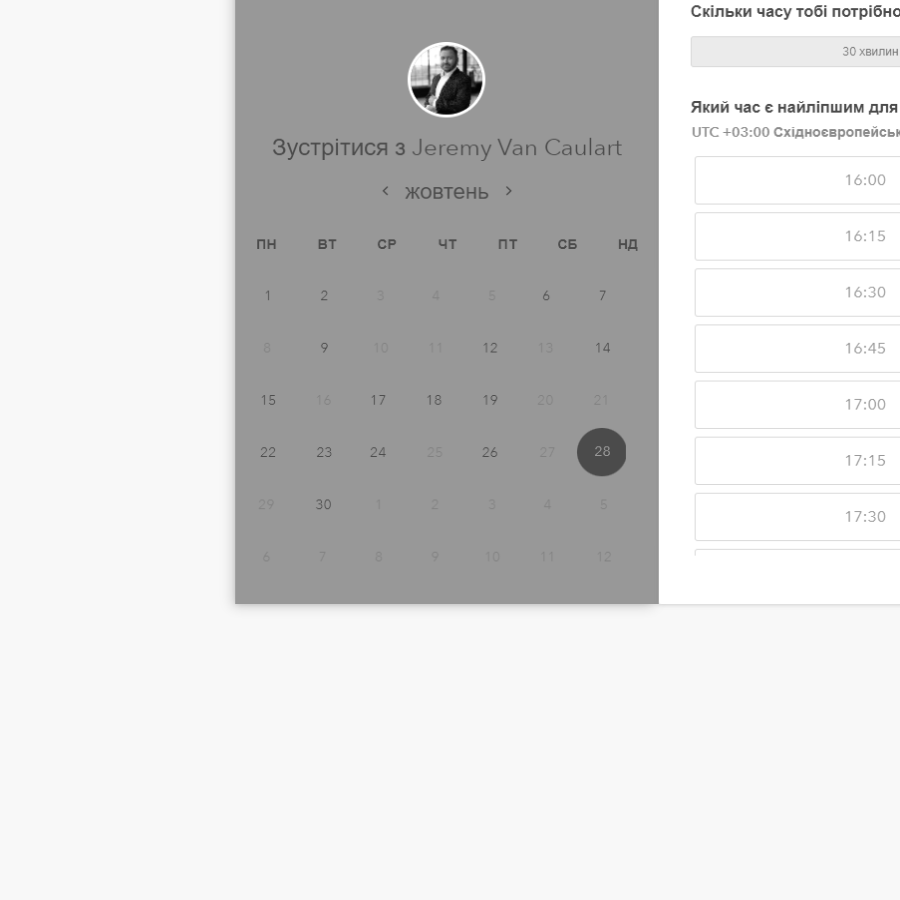 Зустрітися з Jeremy Van Caulart
жовтень
ПН ВТ СР ЧТ ПТ СБ НД
1 2 3 4 5 6 7
8 9 10 11 12 13 14
15 16 17 18 19 20 21
22 23 24 25 26 27 28
29 30 1 2 3 4 5
6 7 8 9 10 11 12
Скільки часу тобі потрібно
30 хвилин
Який час є найліпшим для
UTC +03:00
16:00
16:15
16:30
16:45
17:00
17:15
17:30